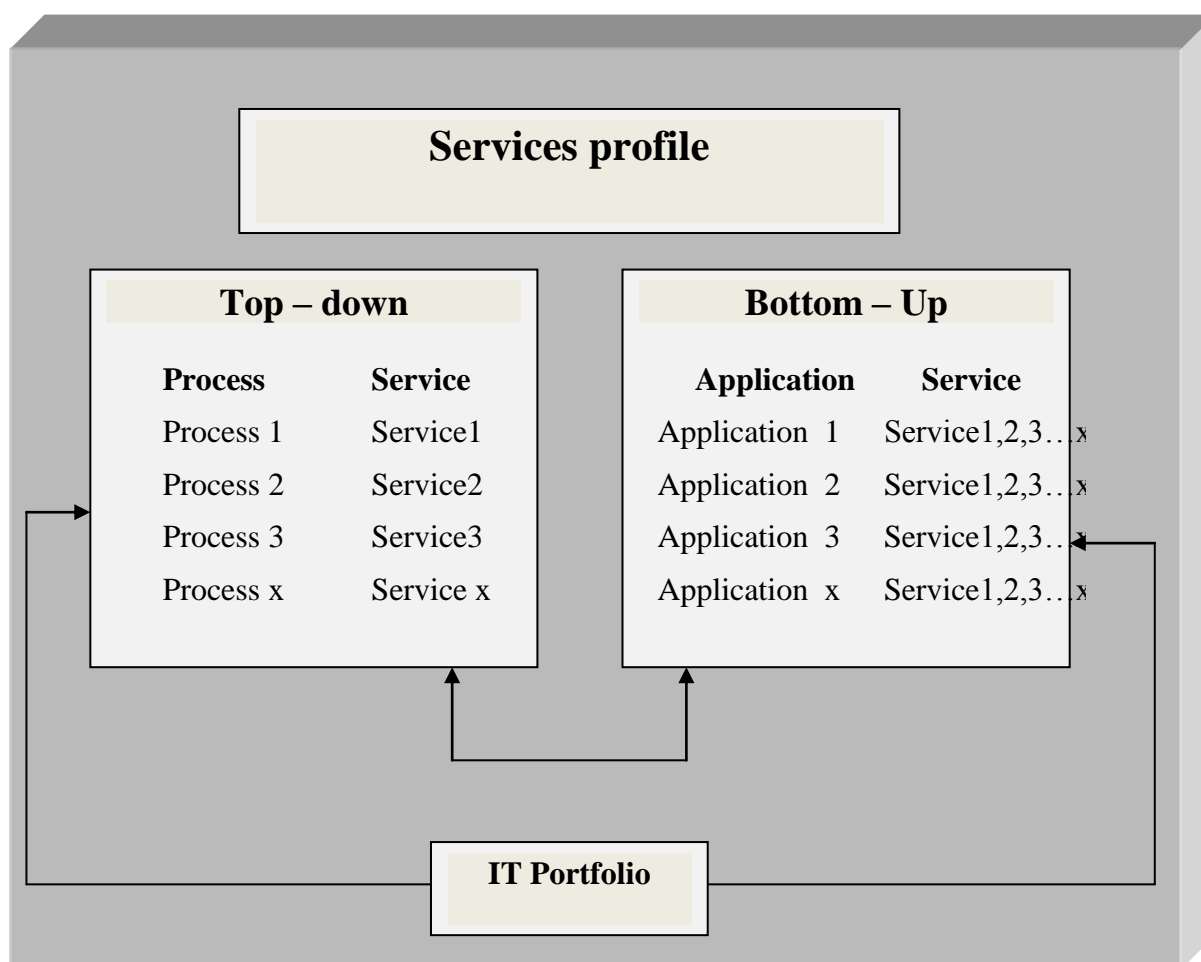 Services profile
Top – down
Process Service
Process 1 Service1
Process 2 Service2
Process 3 Service3
Process x Service x
Bottom – Up
Application Service
Application 1 Service1,2,3…x
Application 2 Service1,2,3…x
Application 3 Service1,2,3…x
Application x Service1,2,3…x
IT Portfolio